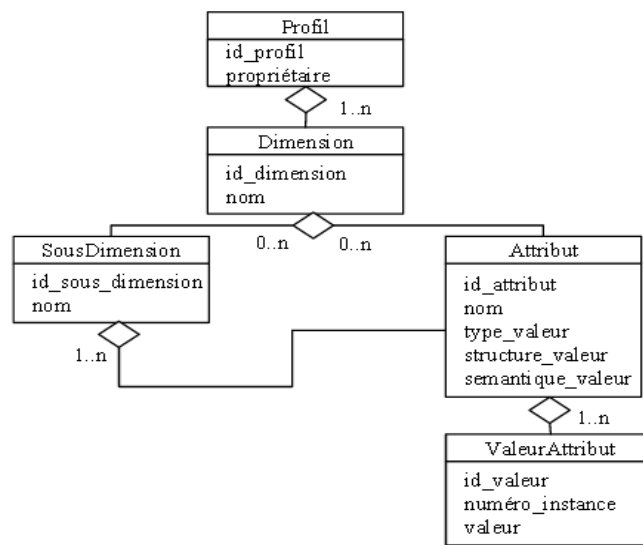 Profil
id_profil
propriétaire
1..n
Dimension
id_dimension
nom
0..n
0..n
SousDimension
id_sous_dimension
nom
1..n
Attribut
id_attribut
nom
type_valeur
structure_valeur
semantique_valeur
1..n
ValeurAttribut
id_valeur
numéro_instance
valeur